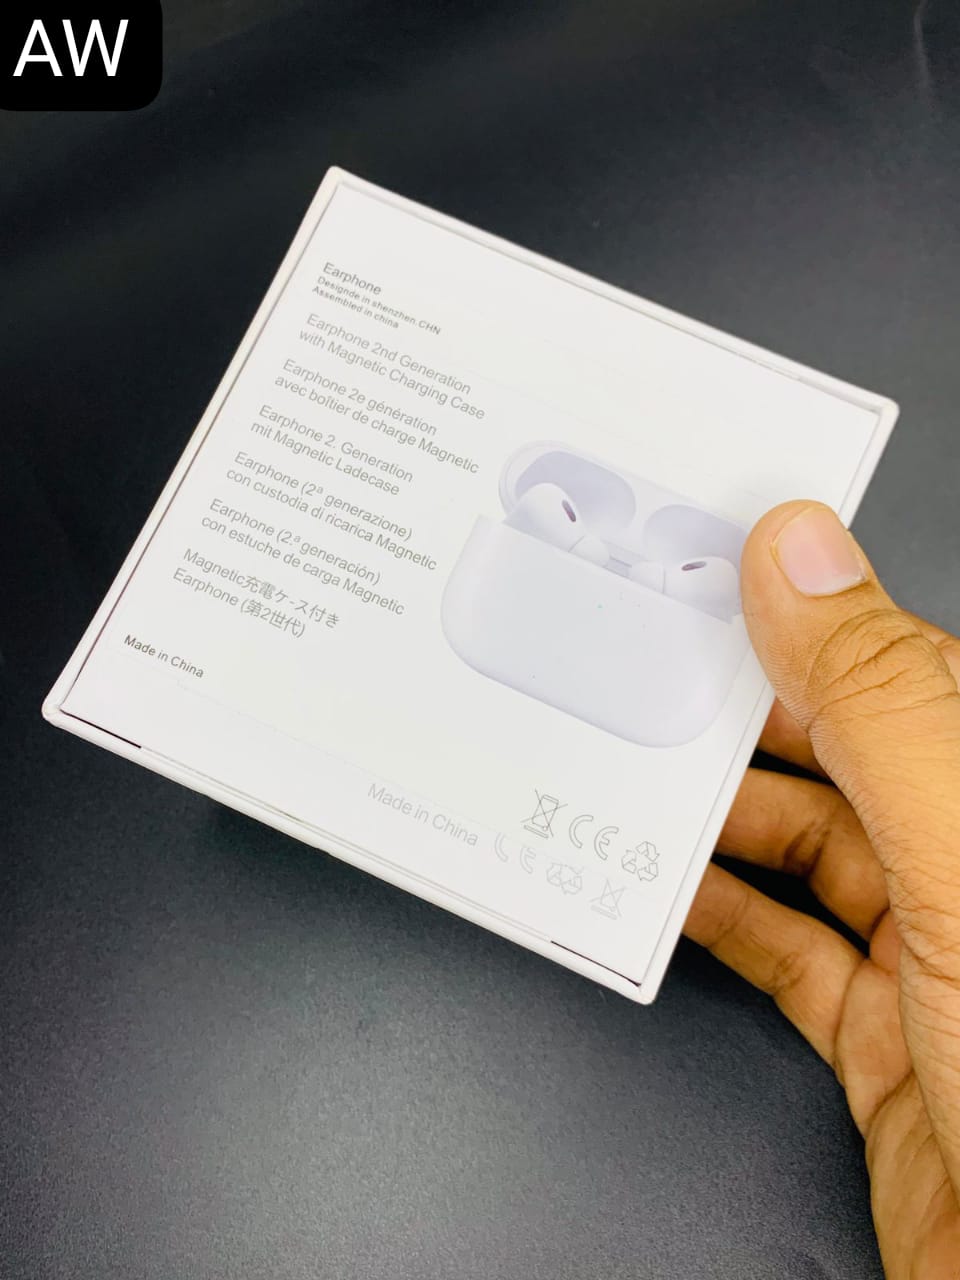 AW
Earphone
Designde in shenzhen.CHN
Assembled in china
Earphone 2nd Generation
with Magnetic Charging Case
Earphone 2e génération
avec boîtier de charge Magnetic
Earphone 2. Generation
mit Magnetic Ladecase
Earphone (2ª generazione)
con custodia di ricarica Magnetic
Earphone (2.ª generación)
con estuche de carga Magnetic
Magnetic充電ケ-ス付き
Earphone (第2世代)
Made in China
Made in China
CE
CE